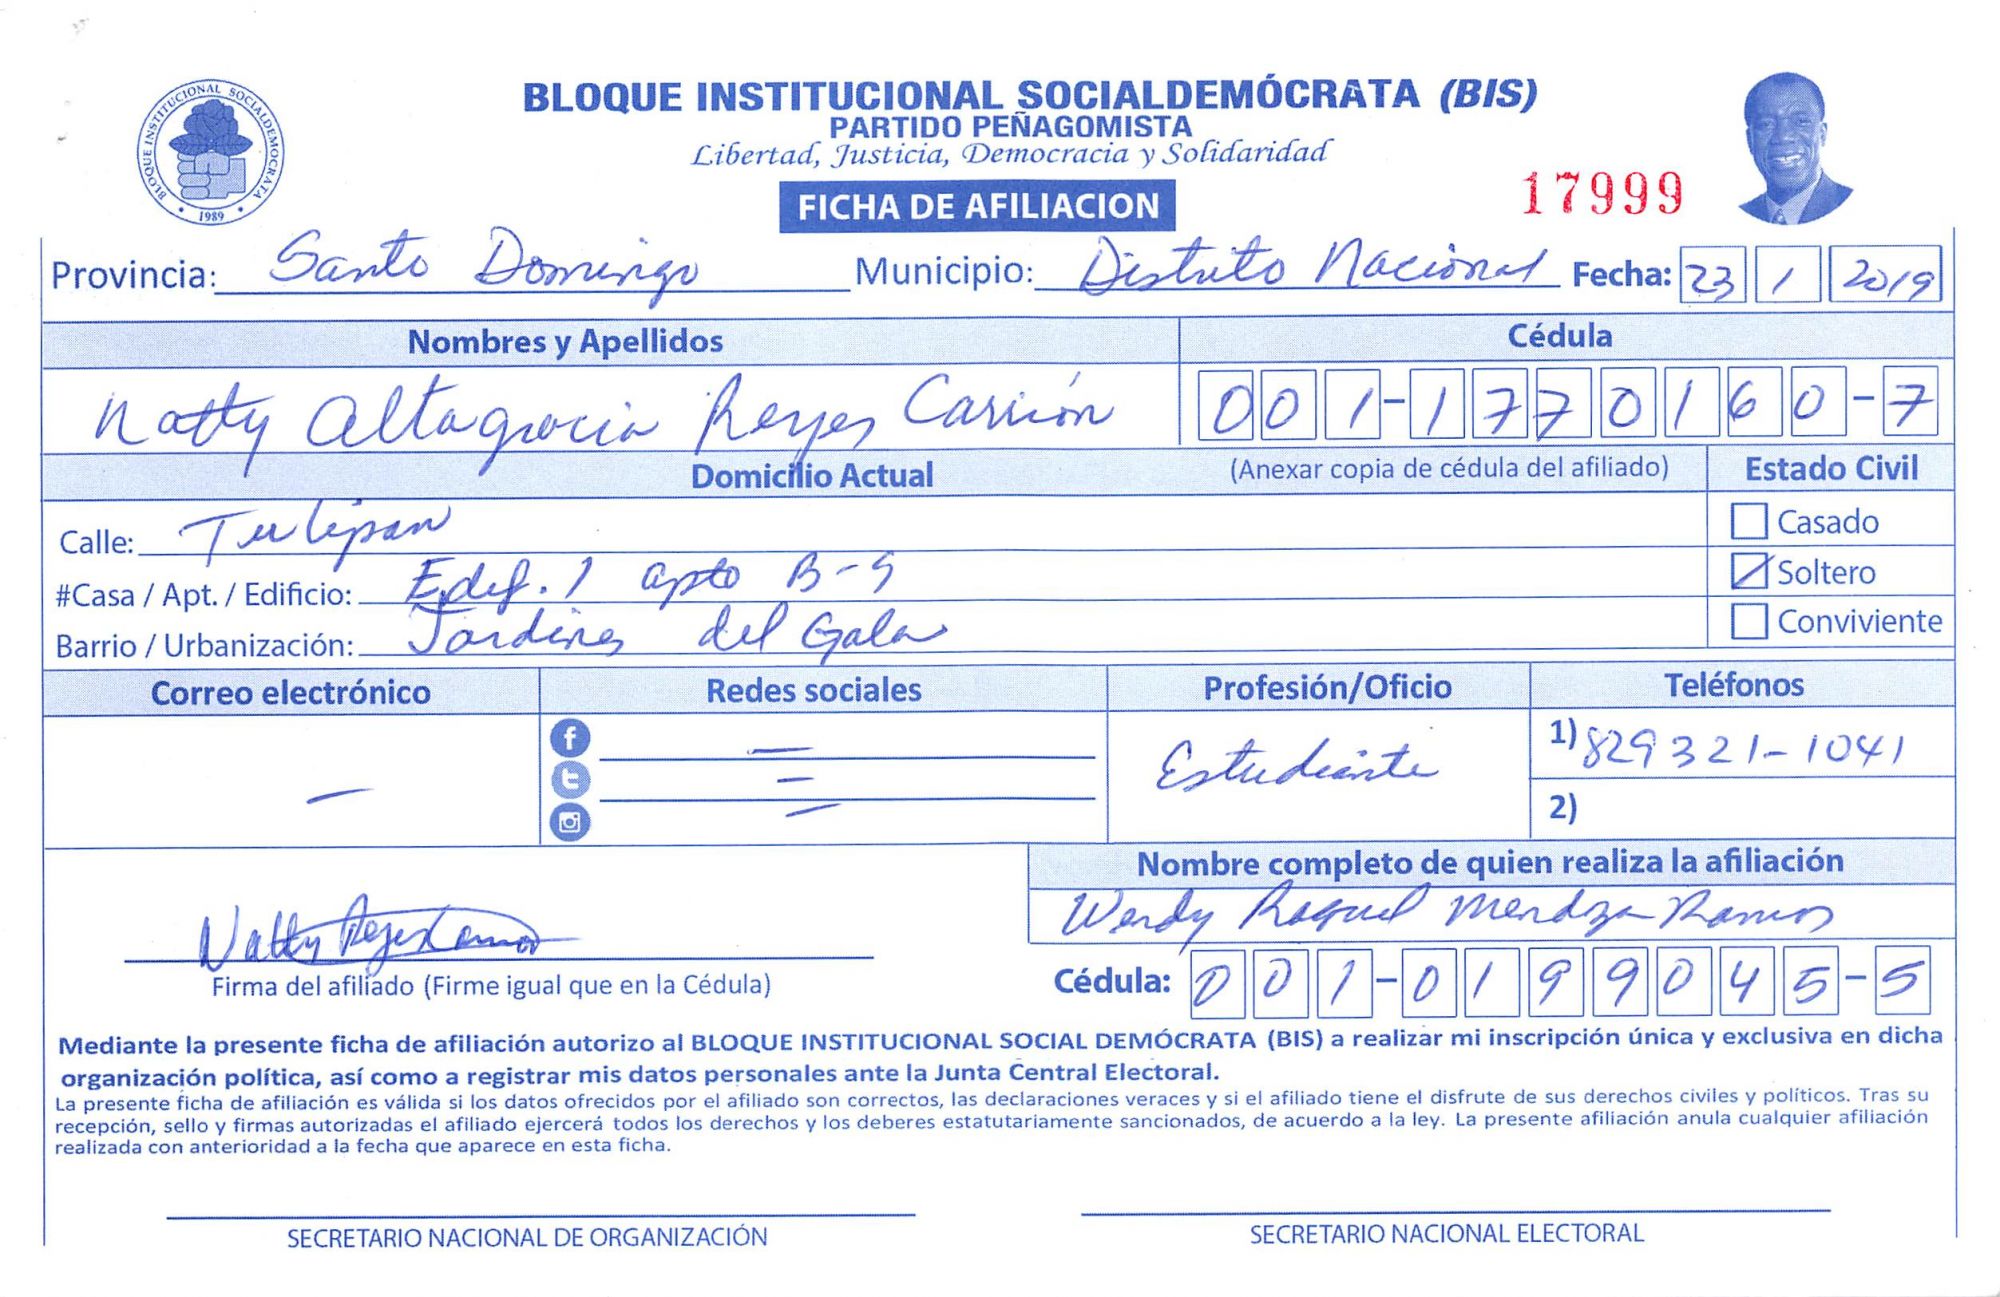 BLOQUE INSTITUCIONAL SOCIALDEMÓCRATA (BIS)
PARTIDO PEÑAGOMISTA
Libertad, Justicia, Democracia y Solidaridad
BLOQUE INSTITUCIONAL SOCIALDEMOCRATA
1989
FICHA DE AFILIACION
17999
Provincia: Santo Domingo Municipio: Distrito Nacional Fecha: 23 1 2019
Nombres y Apellidos Cédula
Natty Altagracia Reyes Carrión 001-1770160-7
Domicilio Actual (Anexar copia de cédula del afiliado) Estado Civil
Calle: Tulipan Casado
#Casa / Apt. / Edificio: Edif. 1 apto B-9 Soltero
Barrio / Urbanización: Jardines del Gala Conviviente
Correo electrónico Redes sociales Profesión/Oficio Teléfonos
– Estudiante 1) 829 321-1041
2)
Nombre completo de quien realiza la afiliación
Wendy Raquel Mendoza Ramos
Natty Reyes Carrion
Firma del afiliado (Firme igual que en la Cédula) Cédula: 001-0199045-5
Mediante la presente ficha de afiliación autorizo al BLOQUE INSTITUCIONAL SOCIAL DEMÓCRATA (BIS) a realizar mi inscripción única y exclusiva en dicha
organización política, así como a registrar mis datos personales ante la Junta Central Electoral.
La presente ficha de afiliación es válida si los datos ofrecidos por el afiliado son correctos, las declaraciones veraces y si el afiliado tiene el disfrute de sus derechos civiles y políticos. Tras su
recepción, sello y firmas autorizadas el afiliado ejercerá todos los derechos y los deberes estatutariamente sancionados, de acuerdo a la ley. La presente afiliación anula cualquier afiliación
realizada con anterioridad a la fecha que aparece en esta ficha.
SECRETARIO NACIONAL DE ORGANIZACIÓN SECRETARIO NACIONAL ELECTORAL